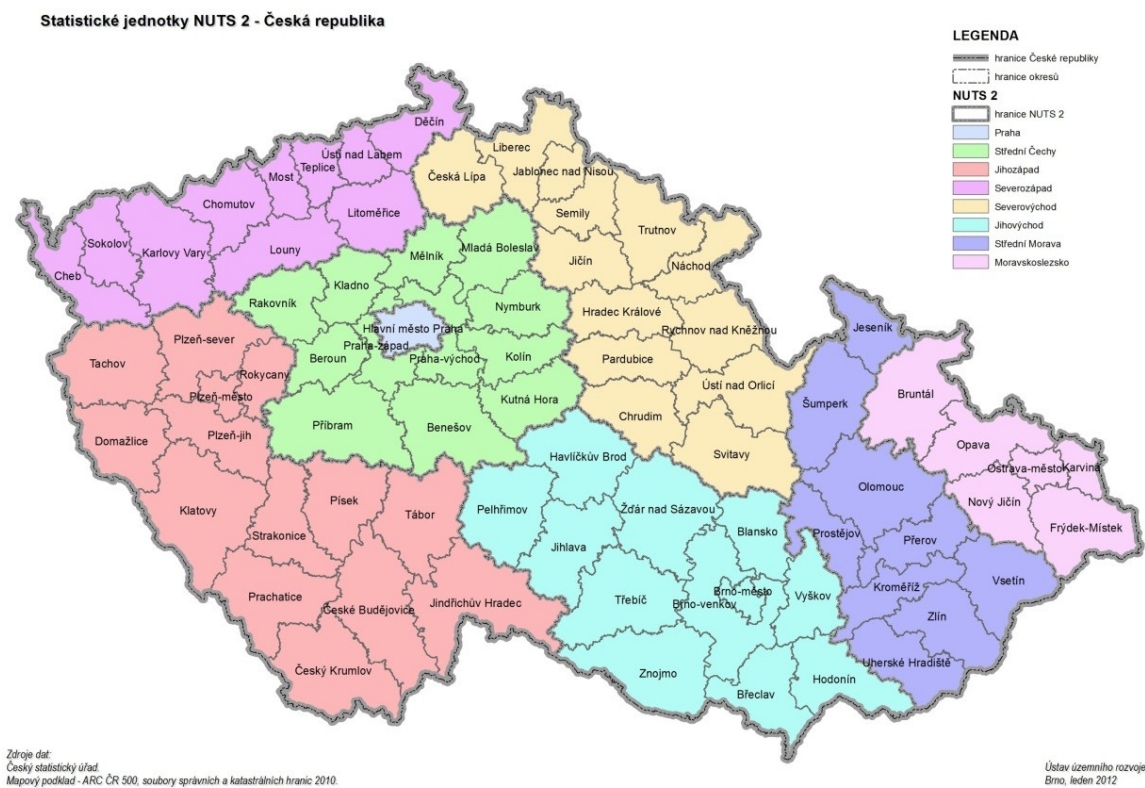 Statistické jednotky NUTS 2 - Česká republika
LEGENDA
hranice České republiky
hranice okresů
NUTS 2
hranice NUTS 2
Praha
Střední Čechy
Jihozápad
Severozápad
Severovýchod
Jihovýchod
Střední Morava
Moravskoslezsko
Děčín
Liberec
Ústí nad Labem
Teplice
Jablonec nad Nisou
Most
Česká Lípa
Chomutov
Litoměřice
Semily
Trutnov
Sokolov
Karlovy Vary
Louny
Mělník
Mladá Boleslav
Jičín
Náchod
Cheb
Kladno
Rakovník
Nymburk
Hradec Králové
Hlavní město Praha
Rychnov nad Kněžnou
Jeseník
Plzeň-sever
Praha-západ
Tachov
Beroun
Praha-východ
Kolín
Pardubice
Rokycany
Ústí nad Orlicí
Bruntál
Plzeň-město
Kutná Hora
Šumperk
Chrudim
Příbram
Benešov
Domažlice
Plzeň-jih
Opava
Svitavy
Havlíčkův Brod
Ostrava-město
Karviná
Olomouc
Písek
Klatovy
Tábor
Pelhřimov
Žďár nad Sázavou
Nový Jičín
Frýdek-Místek
Blansko
Strakonice
Prostějov
Přerov
Jihlava
Vsetín
Kroměříž
Prachatice
Brno-město
Třebíč
Vyškov
České Budějovice
Jindřichův Hradec
Brno-venkov
Zlín
Uherské Hradiště
Český Krumlov
Znojmo
Hodonín
Břeclav
Zdroje dat:
Český statistický úřad.
Mapový podklad - ARC ČR 500, soubory správních a katastrálních hranic 2010.
Ústav územního rozvoje
Brno, leden 2012